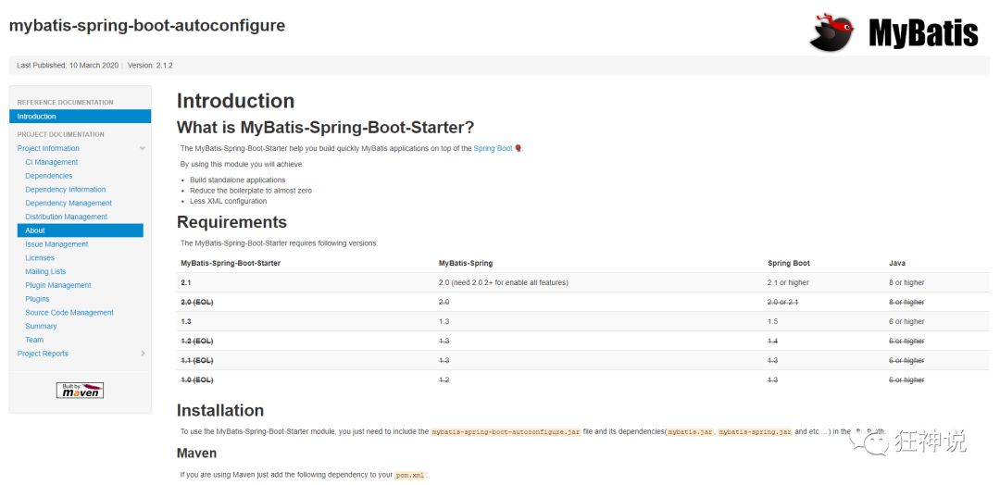 mybatis-spring-boot-autoconfigure
MyBatis
Last Published: 10 March 2020 | Version: 2.1.2
REFERENCE DOCUMENTATION
Introduction
PROJECT DOCUMENTATION
Project Information
CI Management
Dependencies
Dependency Information
Dependency Management
Distribution Management
About
Issue Management
Licenses
Mailing Lists
Plugin Management
Plugins
Source Code Management
Summary
Team
Project Reports
Built by:
maven
Introduction
What is MyBatis-Spring-Boot-Starter?
The MyBatis-Spring-Boot-Starter help you build quickly MyBatis applications on top of the Spring Boot.
By using this module you will achieve:
• Build standalone applications
• Reduce the boilerplate to almost zero
• Less XML configuration
Requirements
The MyBatis-Spring-Boot-Starter requires following versions:
MyBatis-Spring-Boot-Starter MyBatis-Spring Spring Boot Java
2.1 2.0 (need 2.0.2+ for enable all features) 2.1 or higher 8 or higher
2.0 (EOL) 2.0 2.0 or 2.1 8 or higher
1.3 1.3 1.5 6 or higher
1.2 (EOL) 1.3 1.4 6 or higher
1.1 (EOL) 1.3 1.3 6 or higher
1.0 (EOL) 1.2 1.3 6 or higher
Installation
To use the MyBatis-Spring-Boot-Starter module, you just need to include the mybatis-spring-boot-autoconfigure.jar file and its dependencies(mybatis.jar, mybatis-spring.jar and etc ...) in the
狂神说
Maven
If you are using Maven just add the following dependency to your pom.xml: